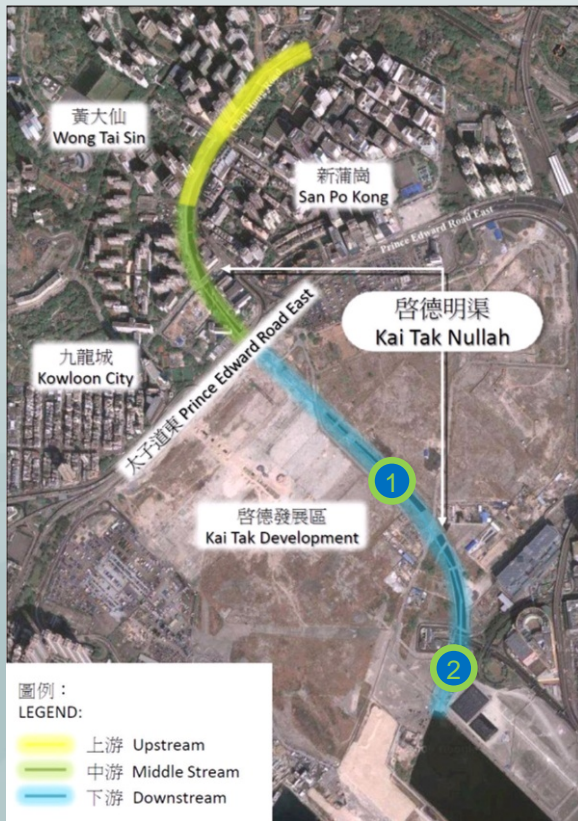 黃大仙
Wong Tai Sin
新蒲崗
San Po Kong
Prince Edward Road East
啓德明渠
Kai Tak Nullah
九龍城
Kowloon City
太子道東 Prince Edward Road East
1
啓德發展區
Kai Tak Development
2
圖例：
LEGEND:
上游 Upstream
中游 Middle Stream
下游 Downstream